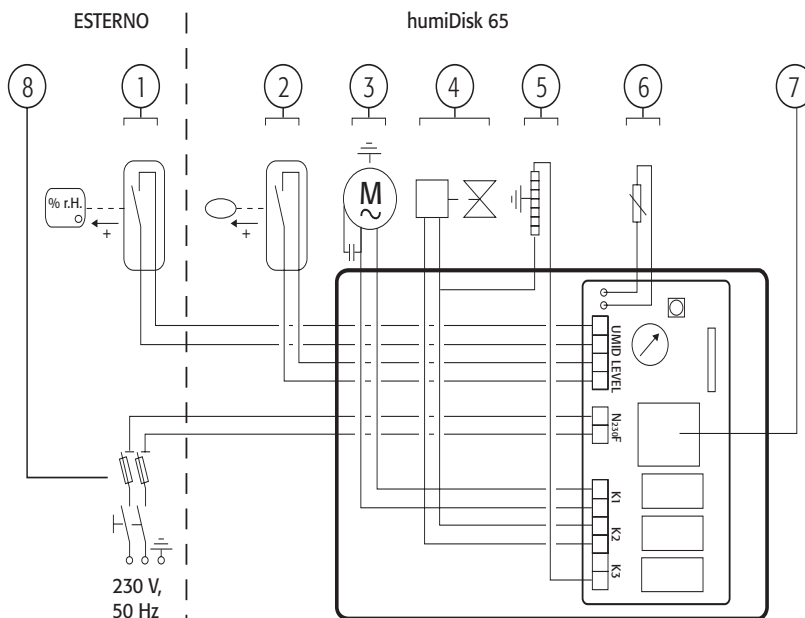 ESTERNO
humiDisk 65
8
1
2
3
4
5
6
7
% r.H.
+
+
M
~
UMID LEVEL
N230F
K1
K2
K3
230 V,
50 Hz